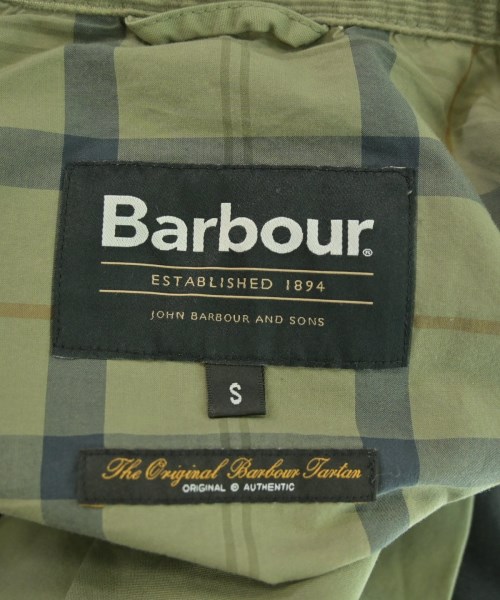 Barbour®
ESTABLISHED 1894
JOHN BARBOUR AND SONS
S
The Original Barbour Tartan
ORIGINAL © AUTHENTIC